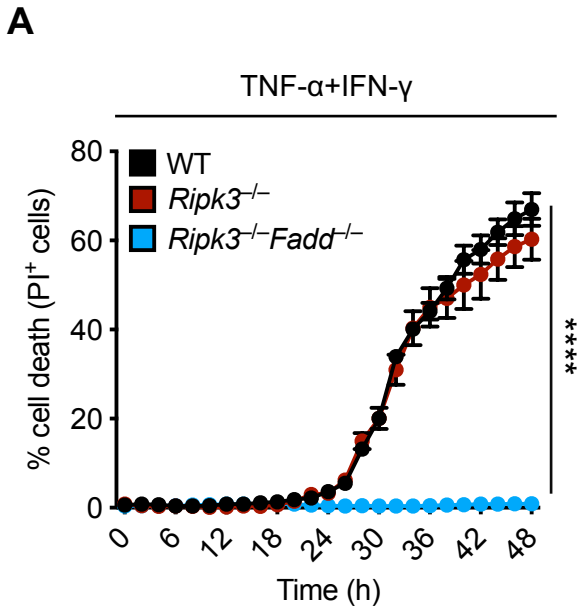 A
TNF-α+IFN-γ
80
60
40
20
0
% cell death (PI⁺ cells)
WT
Ripk3⁻/⁻
Ripk3⁻/⁻Fadd⁻/⁻
****
0 6 12 18 24 30 36 42 48
Time (h)